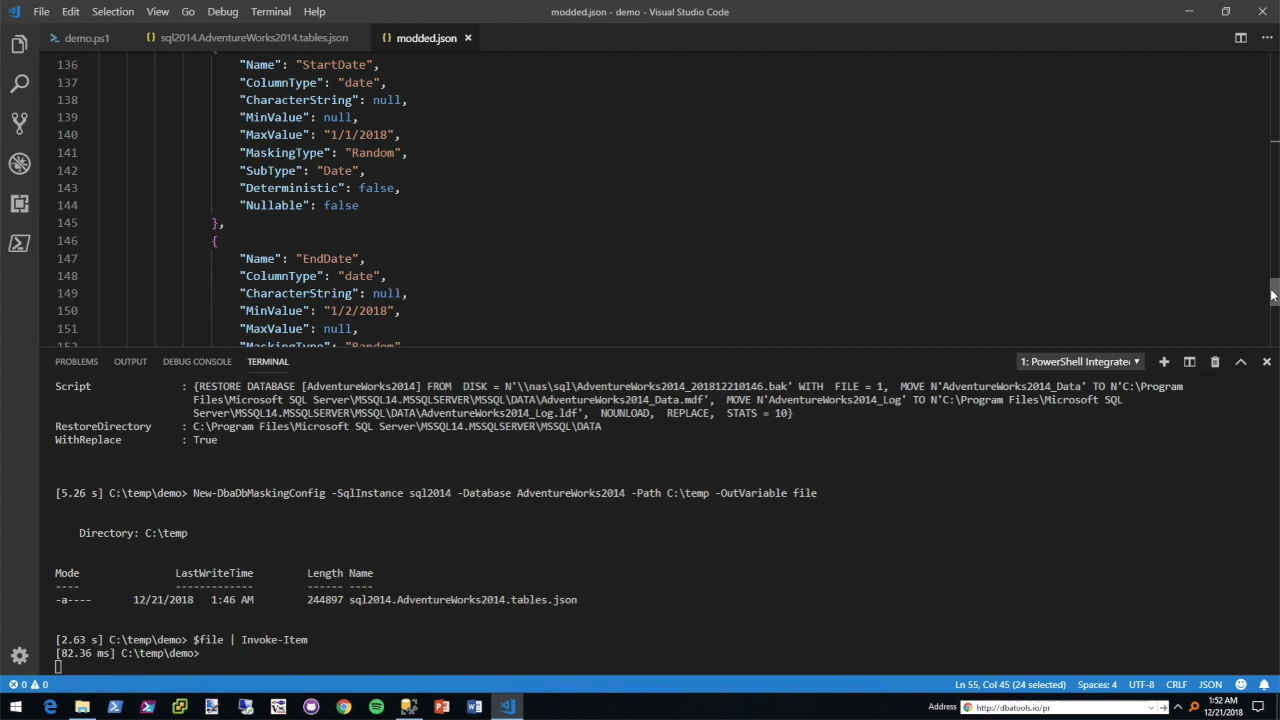 File Edit Selection View Go Debug Terminal Help
modded.json - demo - Visual Studio Code
demo.ps1
sql2014.AdventureWorks2014.tables.json
modded.json
136 "Name": "StartDate",
137 "ColumnType": "date",
138 "CharacterString": null,
139 "MinValue": null,
140 "MaxValue": "1/1/2018",
141 "MaskingType": "Random",
142 "SubType": "Date",
143 "Deterministic": false,
144 "Nullable": false
145 },
146 {
147 "Name": "EndDate",
148 "ColumnType": "date",
149 "CharacterString": null,
150 "MinValue": "1/2/2018",
151 "MaxValue": null,
152 "MaskingType": "Random"
PROBLEMS OUTPUT DEBUG CONSOLE TERMINAL
1: PowerShell Integrate
Script : {RESTORE DATABASE [AdventureWorks2014] FROM DISK = N'\\nas\sql\AdventureWorks2014_201812210146.bak' WITH FILE = 1, MOVE N'AdventureWorks2014_Data' TO N'C:\Program
Files\Microsoft SQL Server\MSSQL14.MSSQLSERVER\MSSQL\DATA\AdventureWorks2014_Data.mdf', MOVE N'AdventureWorks2014_Log' TO N'C:\Program Files\Microsoft SQL
Server\MSSQL14.MSSQLSERVER\MSSQL\DATA\AdventureWorks2014_Log.ldf', NOUNLOAD, REPLACE, STATS = 10}
RestoreDirectory : C:\Program Files\Microsoft SQL Server\MSSQL14.MSSQLSERVER\MSSQL\DATA
WithReplace : True
[5.26 s] C:\temp\demo> New-DbaDbMaskingConfig -SqlInstance sql2014 -Database AdventureWorks2014 -Path C:\temp -OutVariable file
Directory: C:\temp
Mode LastWriteTime Length Name
---- ------------- ------ ----
-a---- 12/21/2018 1:46 AM 244897 sql2014.AdventureWorks2014.tables.json
[2.63 s] C:\temp\demo> $file | Invoke-Item
[82.36 ms] C:\temp\demo>
0 0
Ln 55, Col 45 (24 selected) Spaces: 4 UTF-8 CRLF JSON
Address http://dbatools.io/pr
1:52 AM
12/21/2018